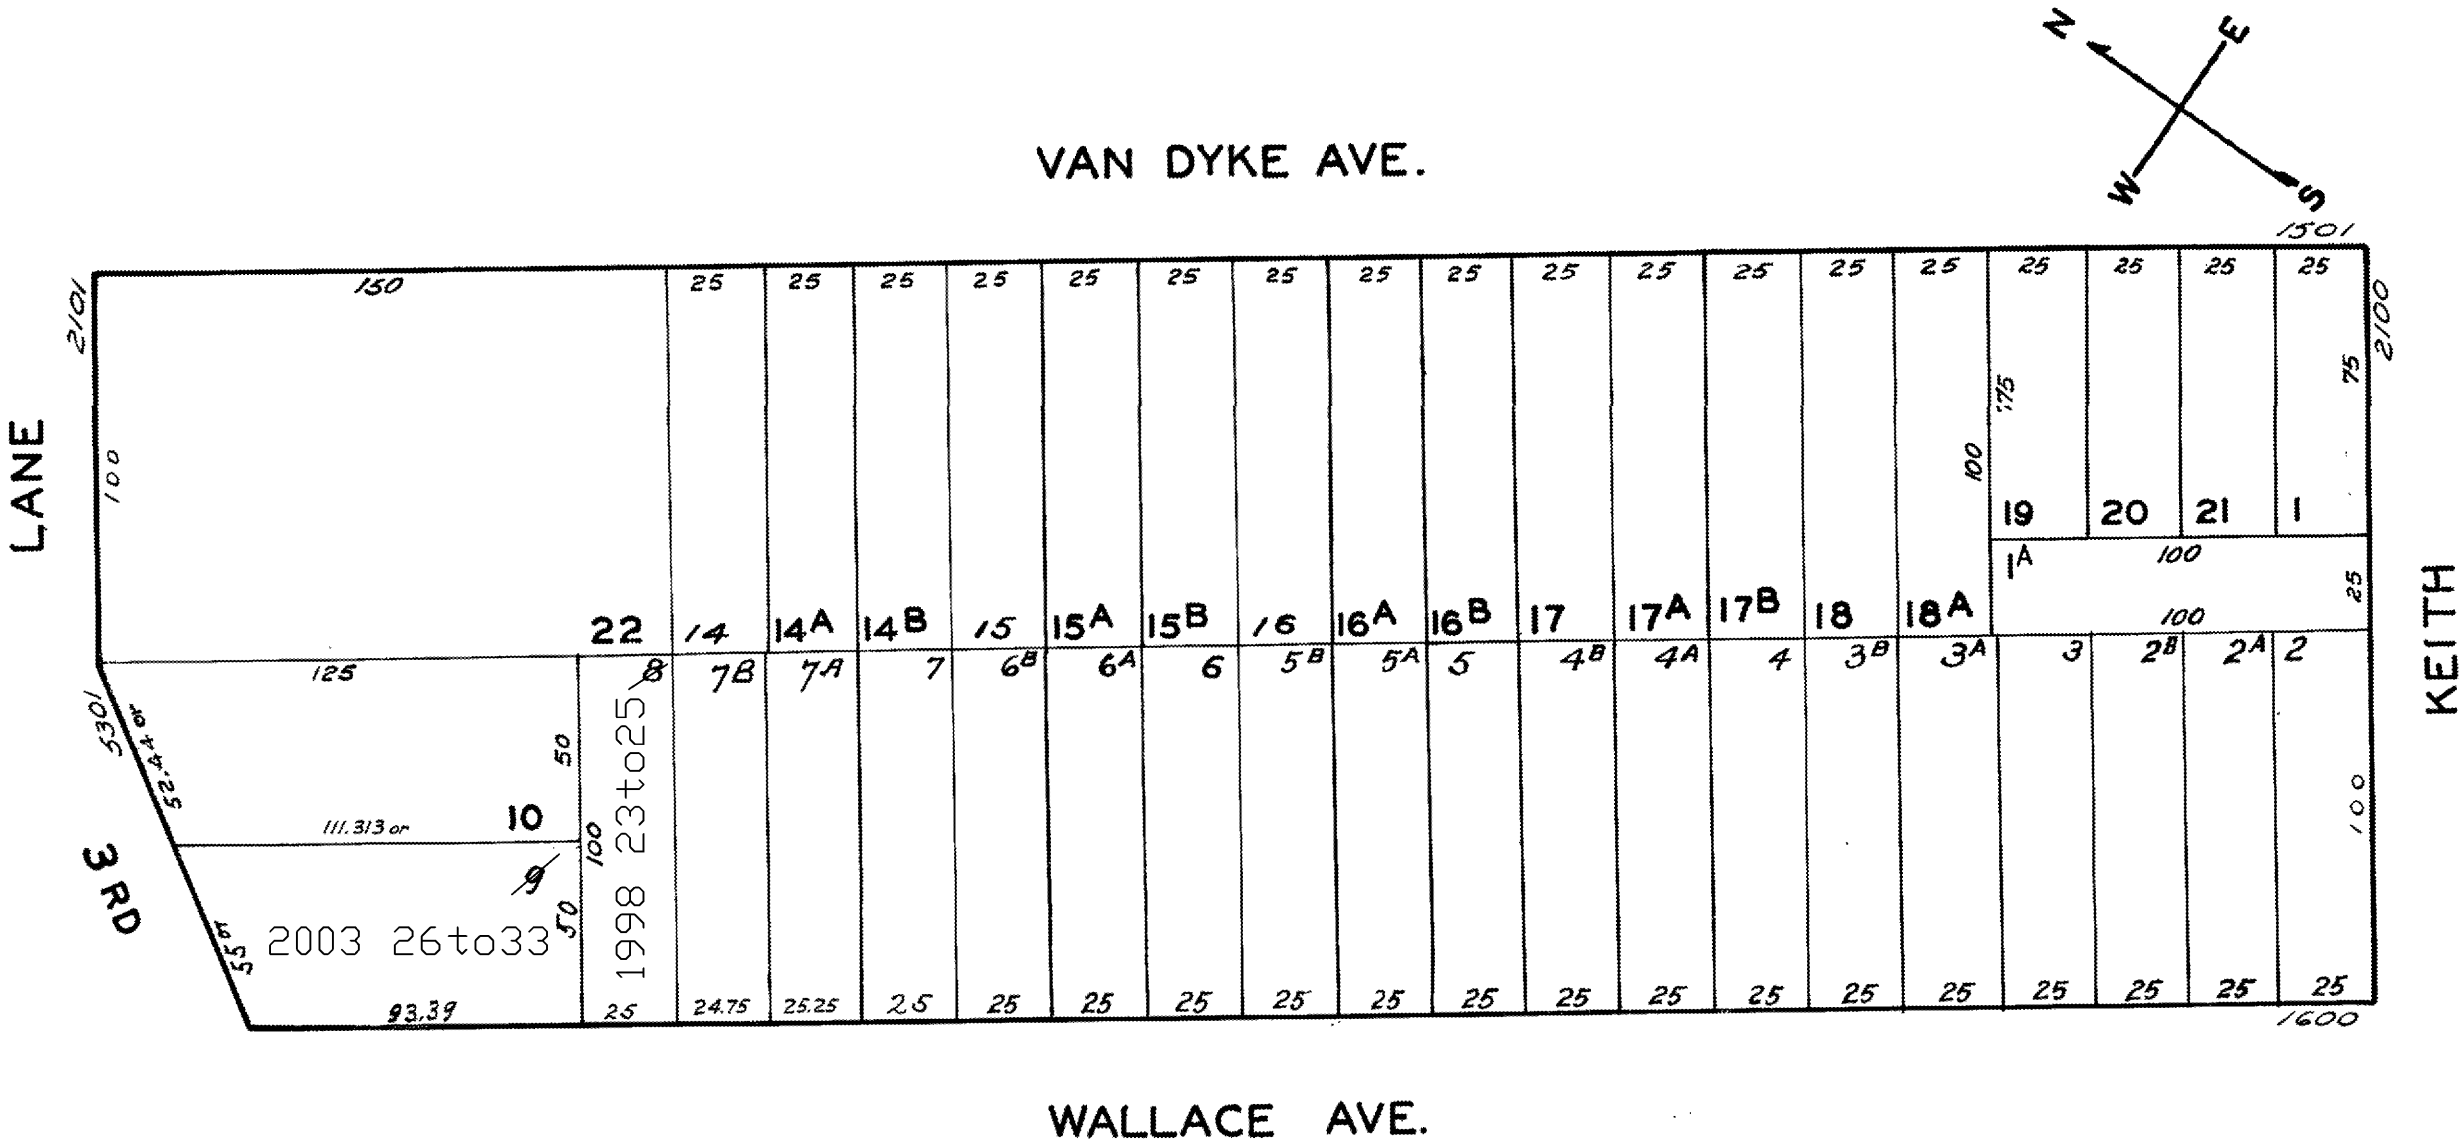 N
E
W
S
VAN DYKE AVE.
1501
150 25 25 25 25 25 25 25 25 25 25 25 25 25 25 25 25 25 25
2101
2100
LANE
100
100
75
75
19 20 21 1
1A 100
100
25
KEITH
22 14 14A 14B 15 15A 15B 16 16A 16B 17 17A 17B 18 18A
125 8 7B 7A 7 6B 6A 6 5B 5A 5 4B 4A 4 3B 3A 3 2B 2A 2
5301
52.44 or
50
1998 23to25
100
100
111.313 or 10
9
3RD
55 or
2003 26to33
50
93.39 25 24.75 25.25 25 25 25 25 25 25 25 25 25 25 25 25 25 25 25 25
1600
WALLACE AVE.